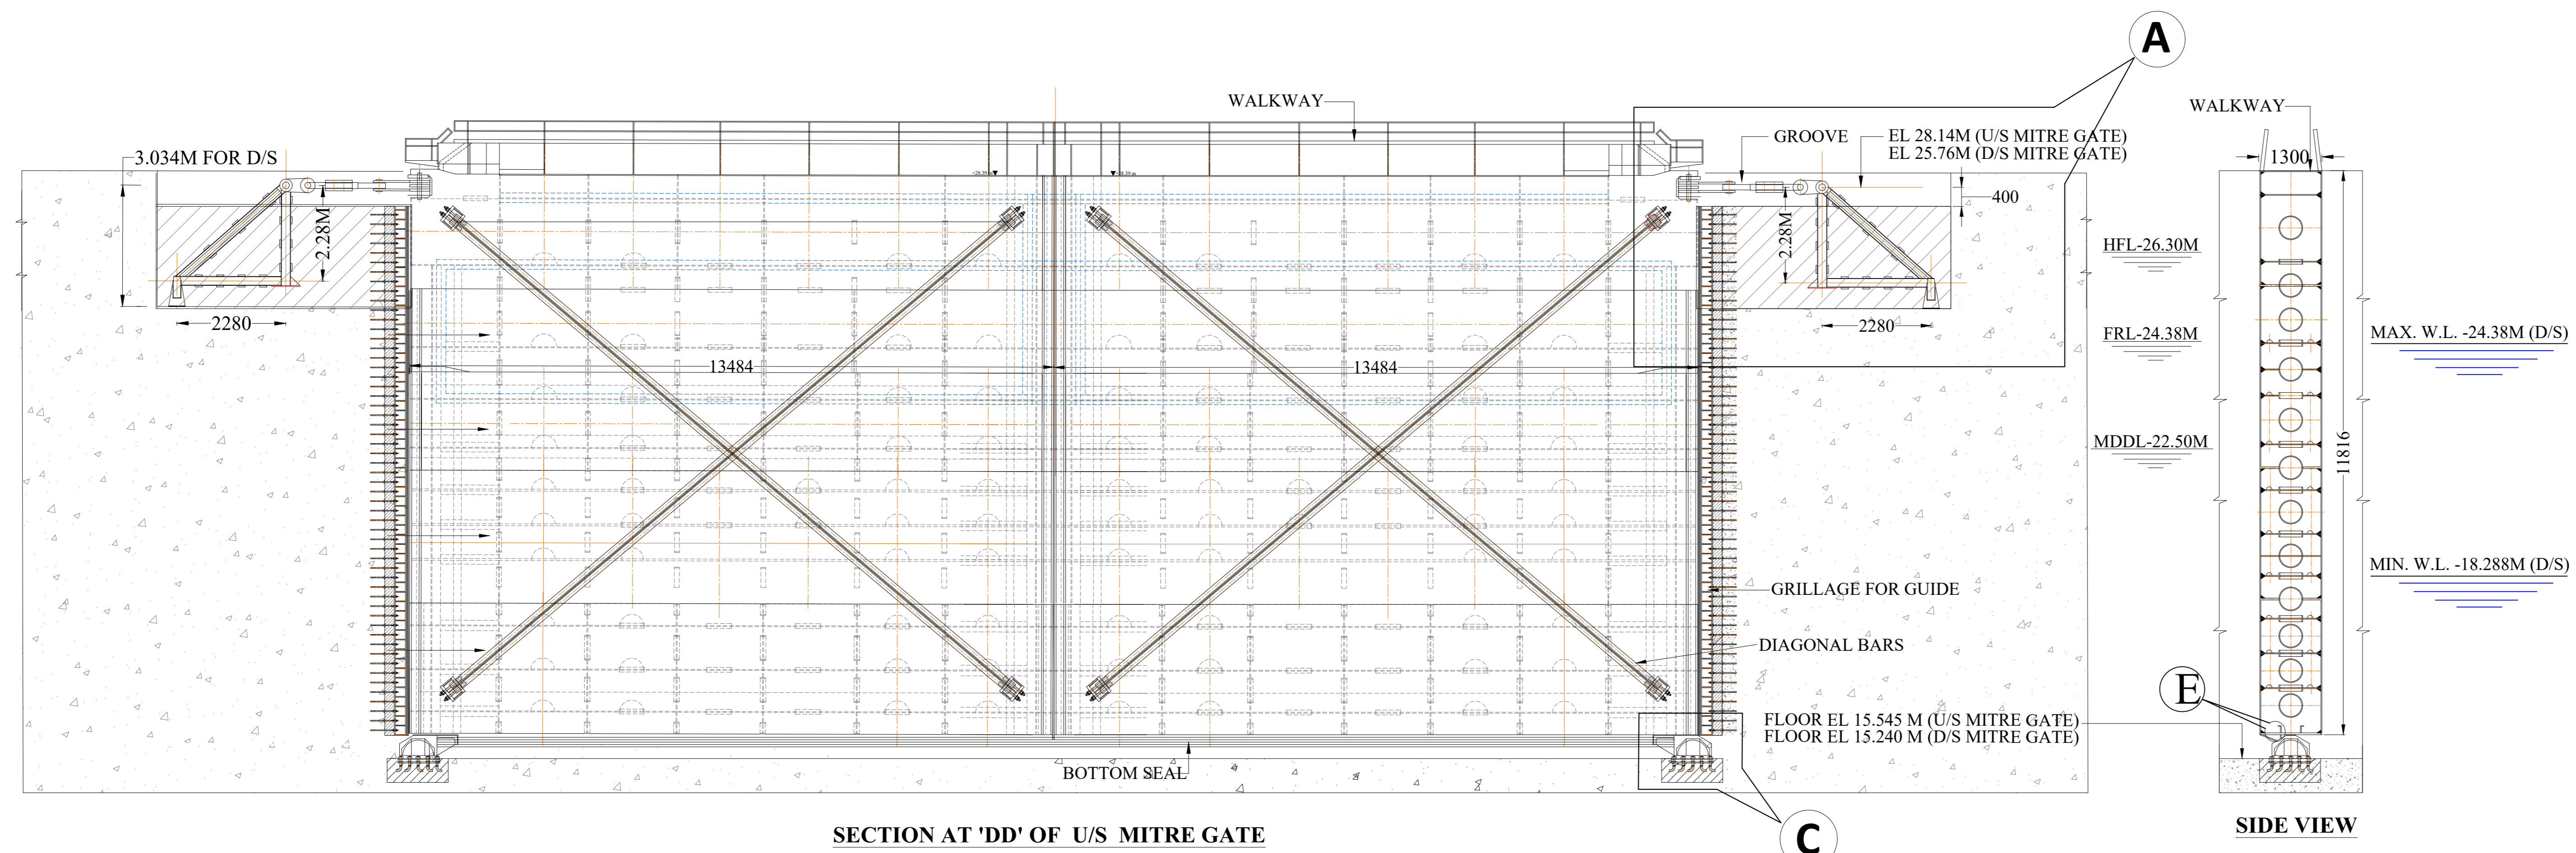 A
WALKWAY
WALKWAY
3.034M FOR D/S
GROOVE
EL 28.14M (U/S MITRE GATE)
EL 25.76M (D/S MITRE GATE)
1300
400
2.28M
2.28M
HFL-26.30M
2280
2280
FRL-24.38M
MAX. W.L. -24.38M (D/S)
13484
13484
MDDL-22.50M
11816
MIN. W.L. -18.288M (D/S)
GRILLAGE FOR GUIDE
DIAGONAL BARS
E
FLOOR EL 15.545 M (U/S MITRE GATE)
FLOOR EL 15.240 M (D/S MITRE GATE)
BOTTOM SEAL
C
SECTION AT 'DD' OF U/S MITRE GATE
SIDE VIEW